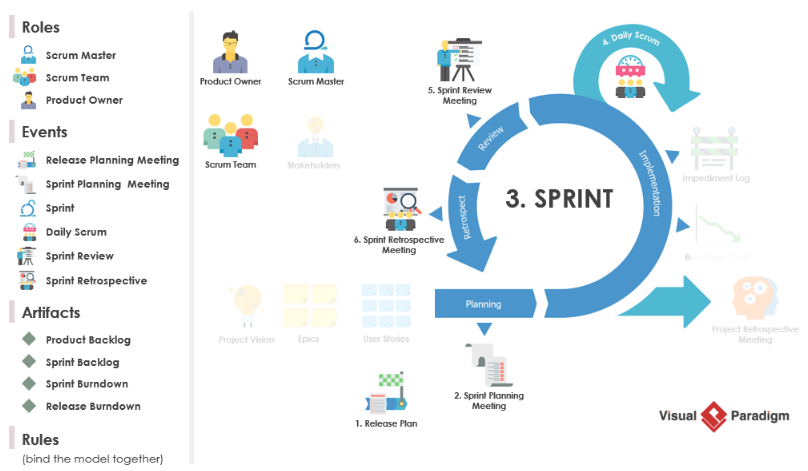 Roles
Scrum Master
Scrum Team
Product Owner
Events
Release Planning Meeting
Sprint Planning Meeting
Sprint
Daily Scrum
Sprint Review
Sprint Retrospective
Artifacts
Product Backlog
Sprint Backlog
Sprint Burndown
Release Burndown
Rules
(bind the model together)
Product Owner
Scrum Master
Scrum Team
Stakeholders
5. Sprint Review
Meeting
4. Daily Scrum
Impediment Log
Review
Implementation
Retrospect
3. SPRINT
6. Sprint Retrospective
Meeting
Planning
Project Vision
Epics
User Stories
Project Retrospective
Meeting
1. Release Plan
2. Sprint Planning
Meeting
Visual Paradigm